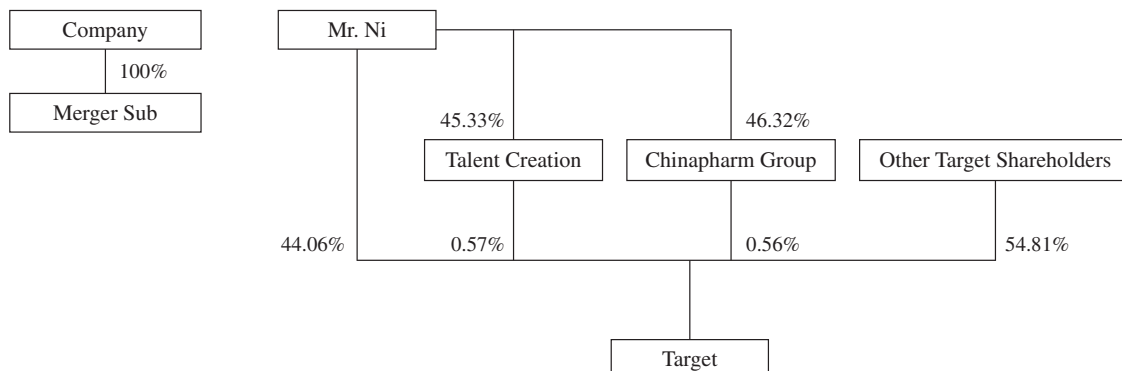 Company
Mr. Ni
100%
Merger Sub
45.33%
46.32%
Talent Creation
Chinapharm Group
Other Target Shareholders
44.06%
0.57%
0.56%
54.81%
Target